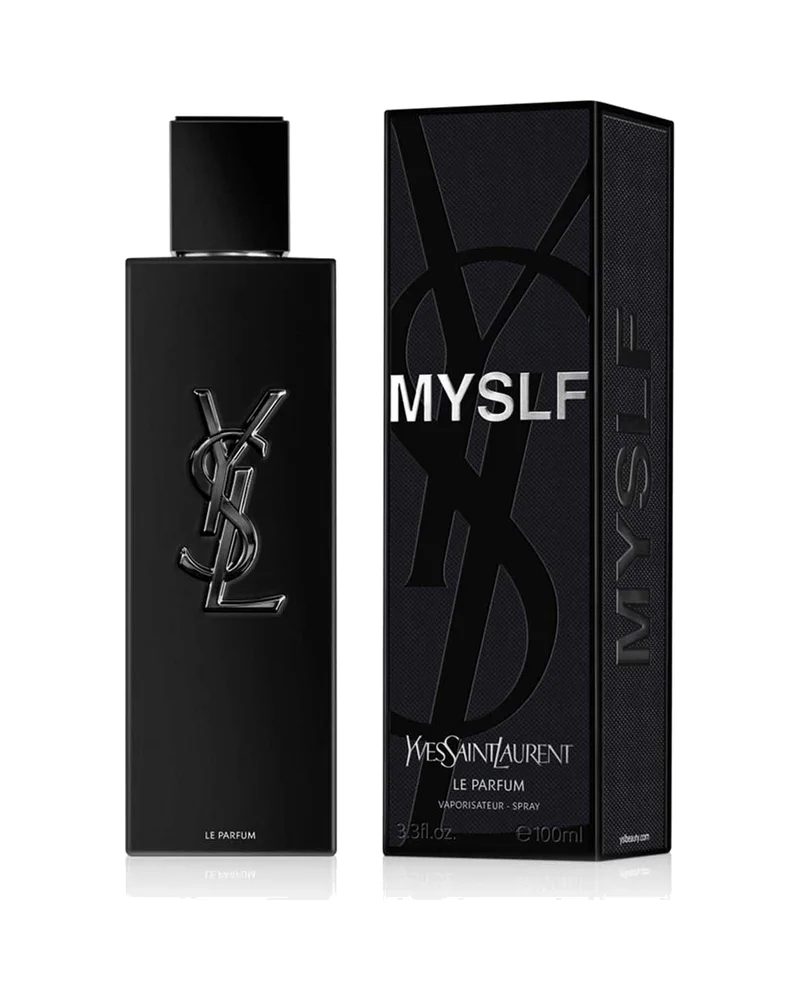 YSL
LE PARFUM
MYSLF
YVESSAINTLAURENT
LE PARFUM
VAPORISATEUR - SPRAY
3.3fl.oz. ℮100ml
MYSLF
yslbeauty.com